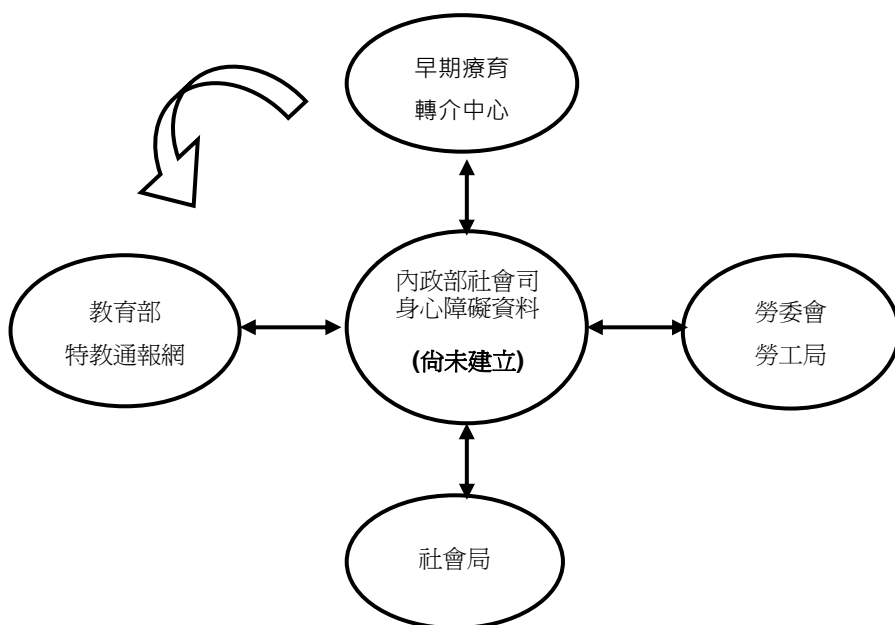 早期療育
轉介中心
內政部社會司
身心障礙資料
(尚未建立)
教育部
特教通報網
勞委會
勞工局
社會局